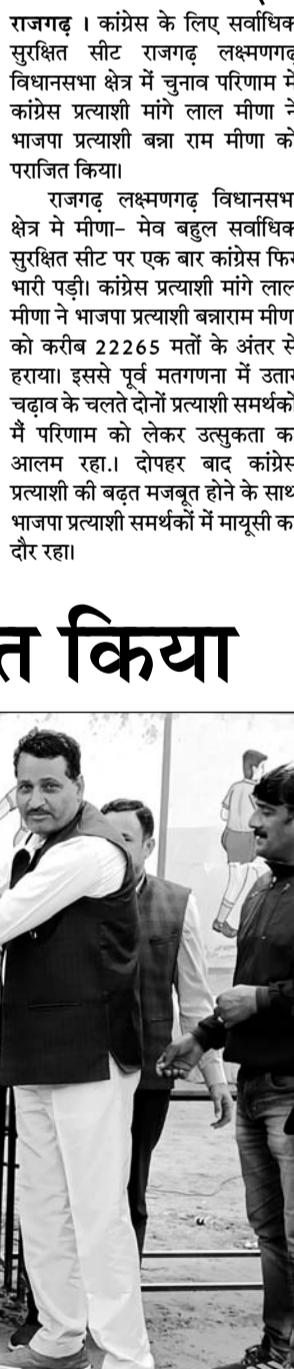 राजगढ़ । कांग्रेस के लिए सर्वाधिक
सुरक्षित सीट राजगढ़ लक्ष्मणगढ़
विधानसभा क्षेत्र में चुनाव परिणाम में
कांग्रेस प्रत्याशी मांगे लाल मीणा ने
भाजपा प्रत्याशी बन्ना राम मीणा को
पराजित किया।
राजगढ़ लक्ष्मणगढ़ विधानसभ
क्षेत्र मे मीणा- मेव बहुल सर्वाधिक
सुरक्षित सीट पर एक बार कांग्रेस फिर
भारी पड़ी। कांग्रेस प्रत्याशी मांगे लाल
मीणा ने भाजपा प्रत्याशी बन्नाराम मीण
को करीब 22265 मतों के अंतर से
हराया। इससे पूर्व मतगणना में उतार
चढ़ाव के चलते दोनों प्रत्याशी समर्थको
मैं परिणाम को लेकर उत्सुकता क
आलम रहा.। दोपहर बाद कांग्रेस
प्रत्याशी की बढ़त मजबूत होने के साथ
भाजपा प्रत्याशी समर्थकों में मायूसी क
दौर रहा।
त किया